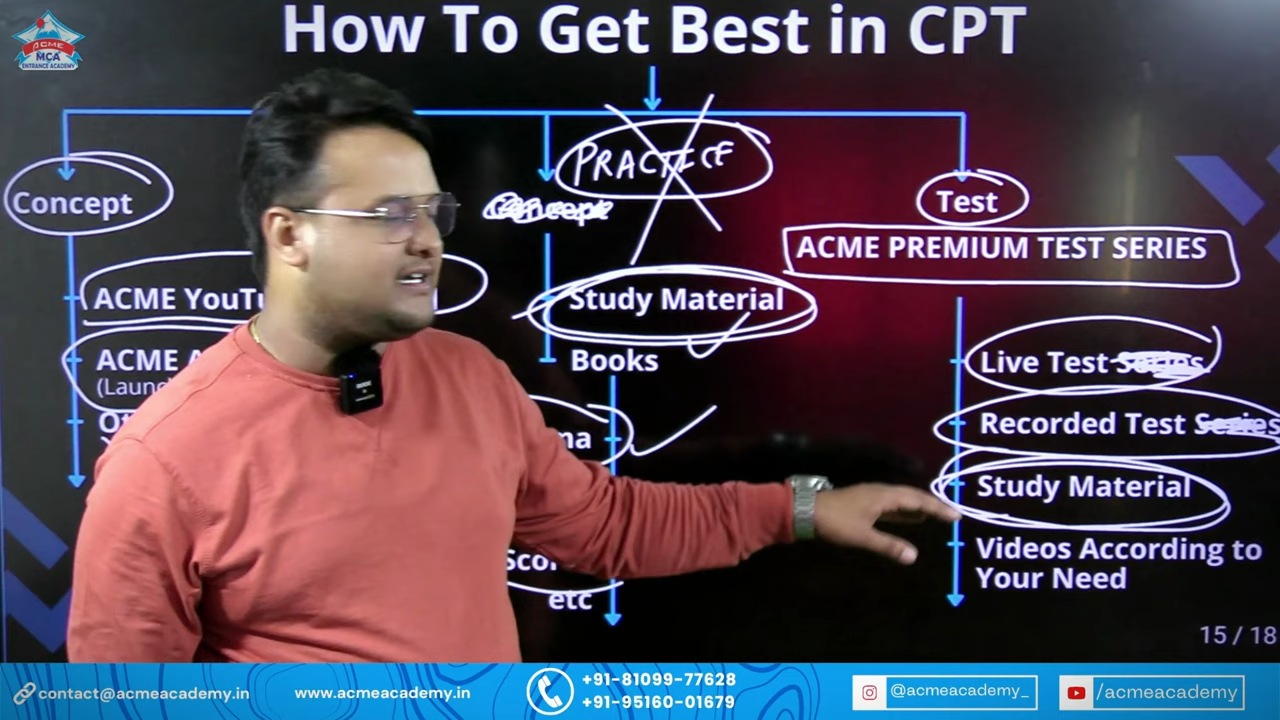 ACME
MCA
ENTRANCE ACADEMY
How To Get Best in CPT
Concept
ACME
(
PRACTICE
Concept
Study Material
Books
etc
Test
ACME PREMIUM TEST SERIES
Live Test Series
Recorded Test Series
Study Material
Videos According to
Your Need
15 / 18
contact@acmeacademy.in
www.acmeacademy.in
+91-81099-77628
+91-95160-01679
@acmeacademy_
/acmeacademy